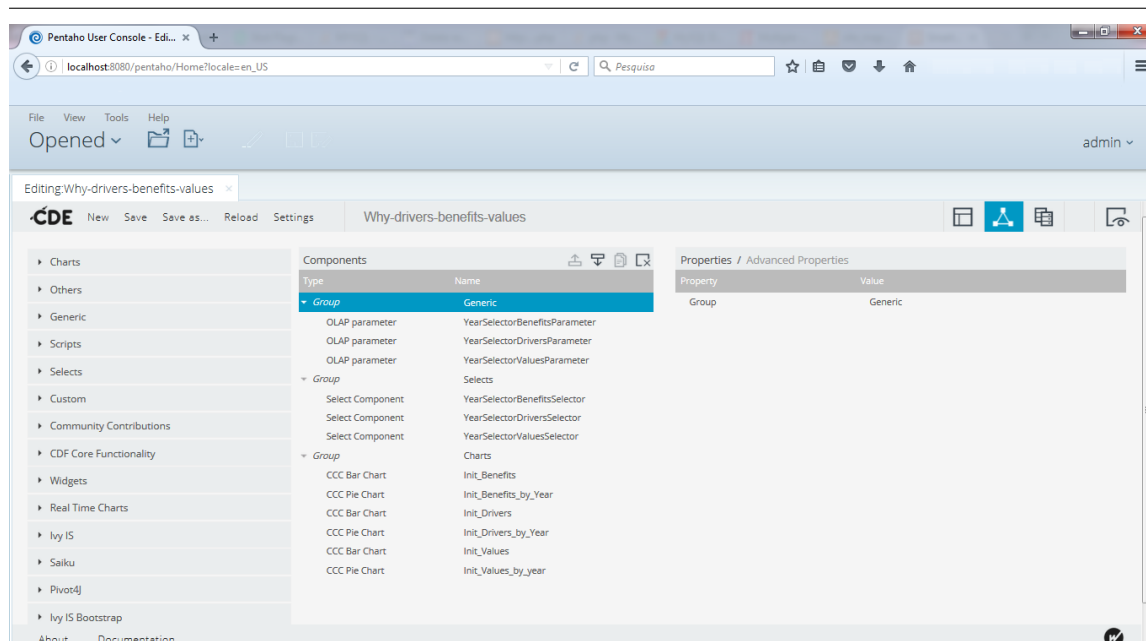 Pentaho User Console - Edi...
localhost:8080/pentaho/Home?locale=en_US
Pesquisa
File View Tools Help
Opened
admin
Editing:Why-drivers-benefits-values
CDE New Save Save as... Reload Settings Why-drivers-benefits-values
Charts
Others
Generic
Scripts
Selects
Custom
Community Contributions
CDF Core Functionality
Widgets
Real Time Charts
Ivy IS
Saiku
Pivot4J
Ivy IS Bootstrap
Components
Type Name
Group Generic
OLAP parameter YearSelectorBenefitsParameter
OLAP parameter YearSelectorDriversParameter
OLAP parameter YearSelectorValuesParameter
Group Selects
Select Component YearSelectorBenefitsSelector
Select Component YearSelectorDriversSelector
Select Component YearSelectorValuesSelector
Group Charts
CCC Bar Chart Init_Benefits
CCC Pie Chart Init_Benefits_by_Year
CCC Bar Chart Init_Drivers
CCC Pie Chart Init_Drivers_by_Year
CCC Bar Chart Init_Values
CCC Pie Chart Init_Values_by_year
Properties / Advanced Properties
Property Value
Group Generic
About Documentation